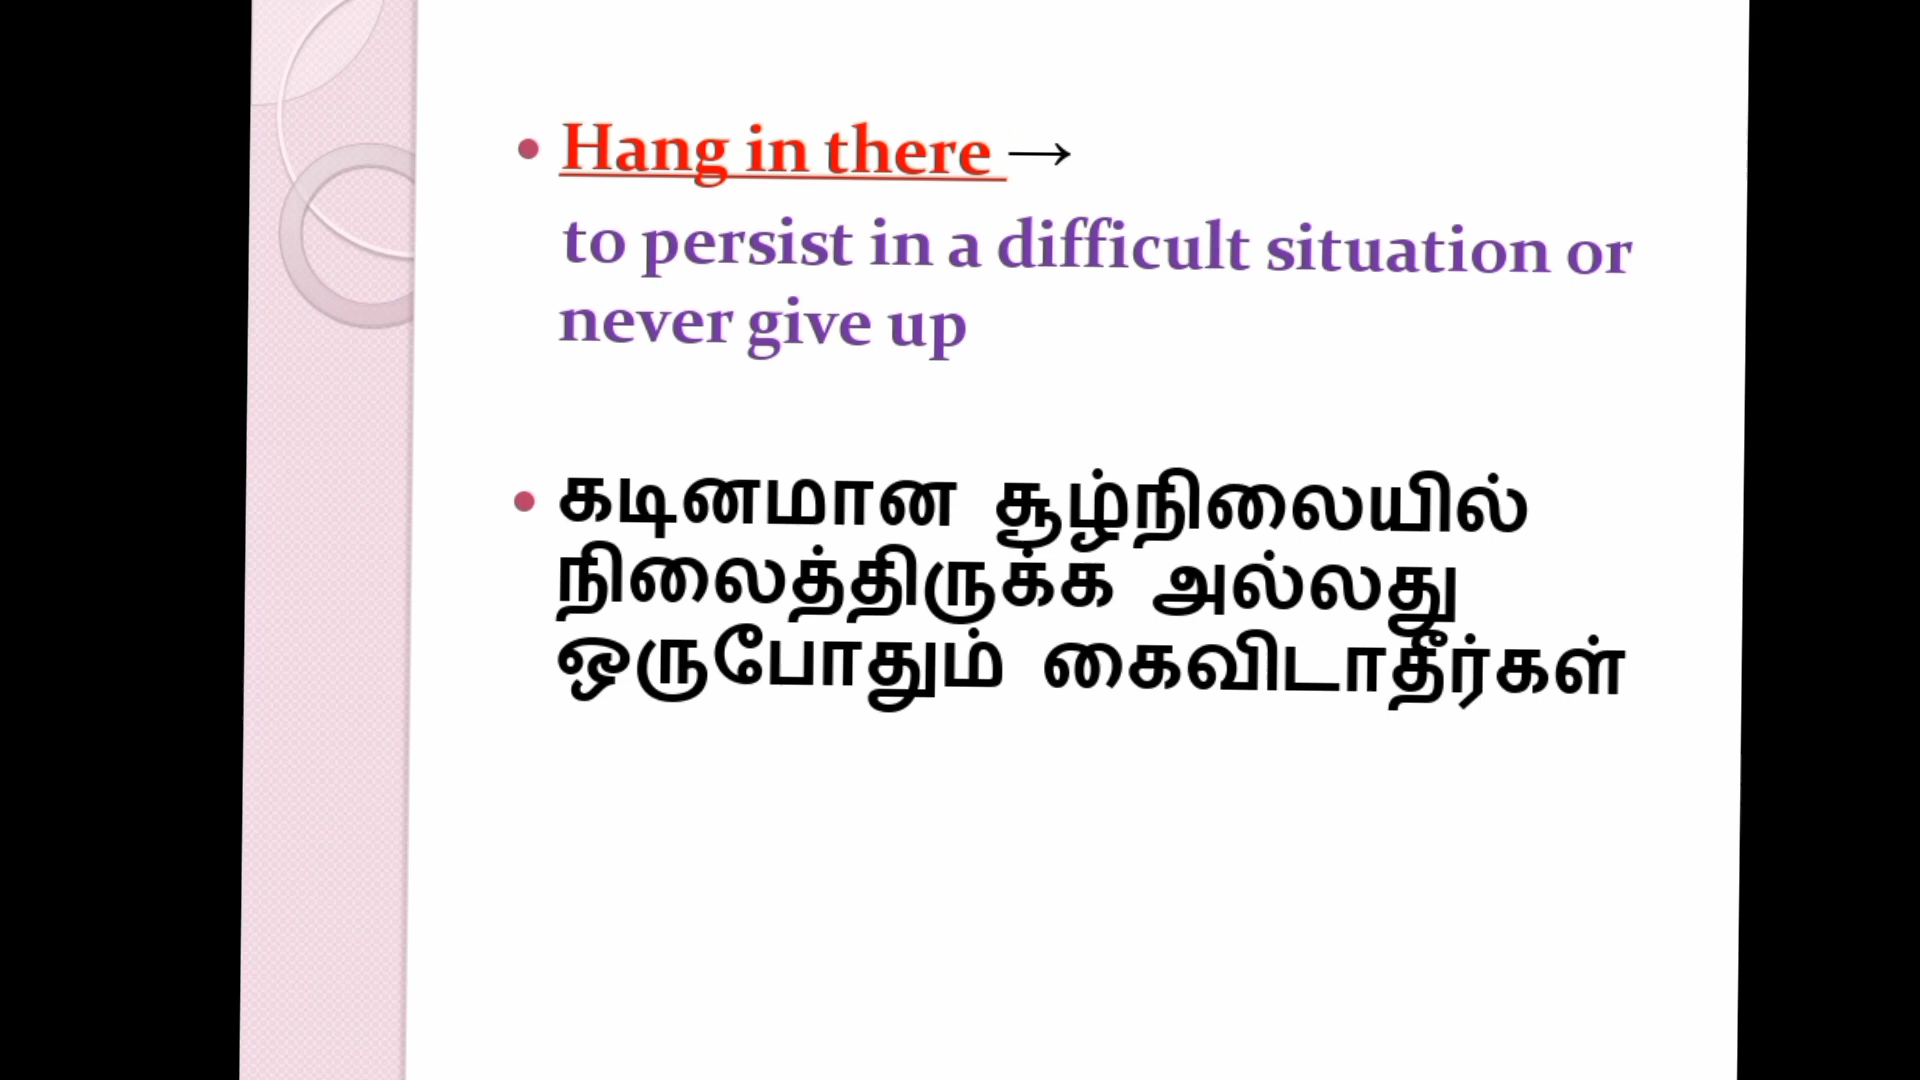 • Hang in there →
to persist in a difficult situation or
never give up
• கடினமான சூழ்நிலையில்
நிலைத்திருக்க அல்லது
ஒருபோதும் கைவிடாதீர்கள்